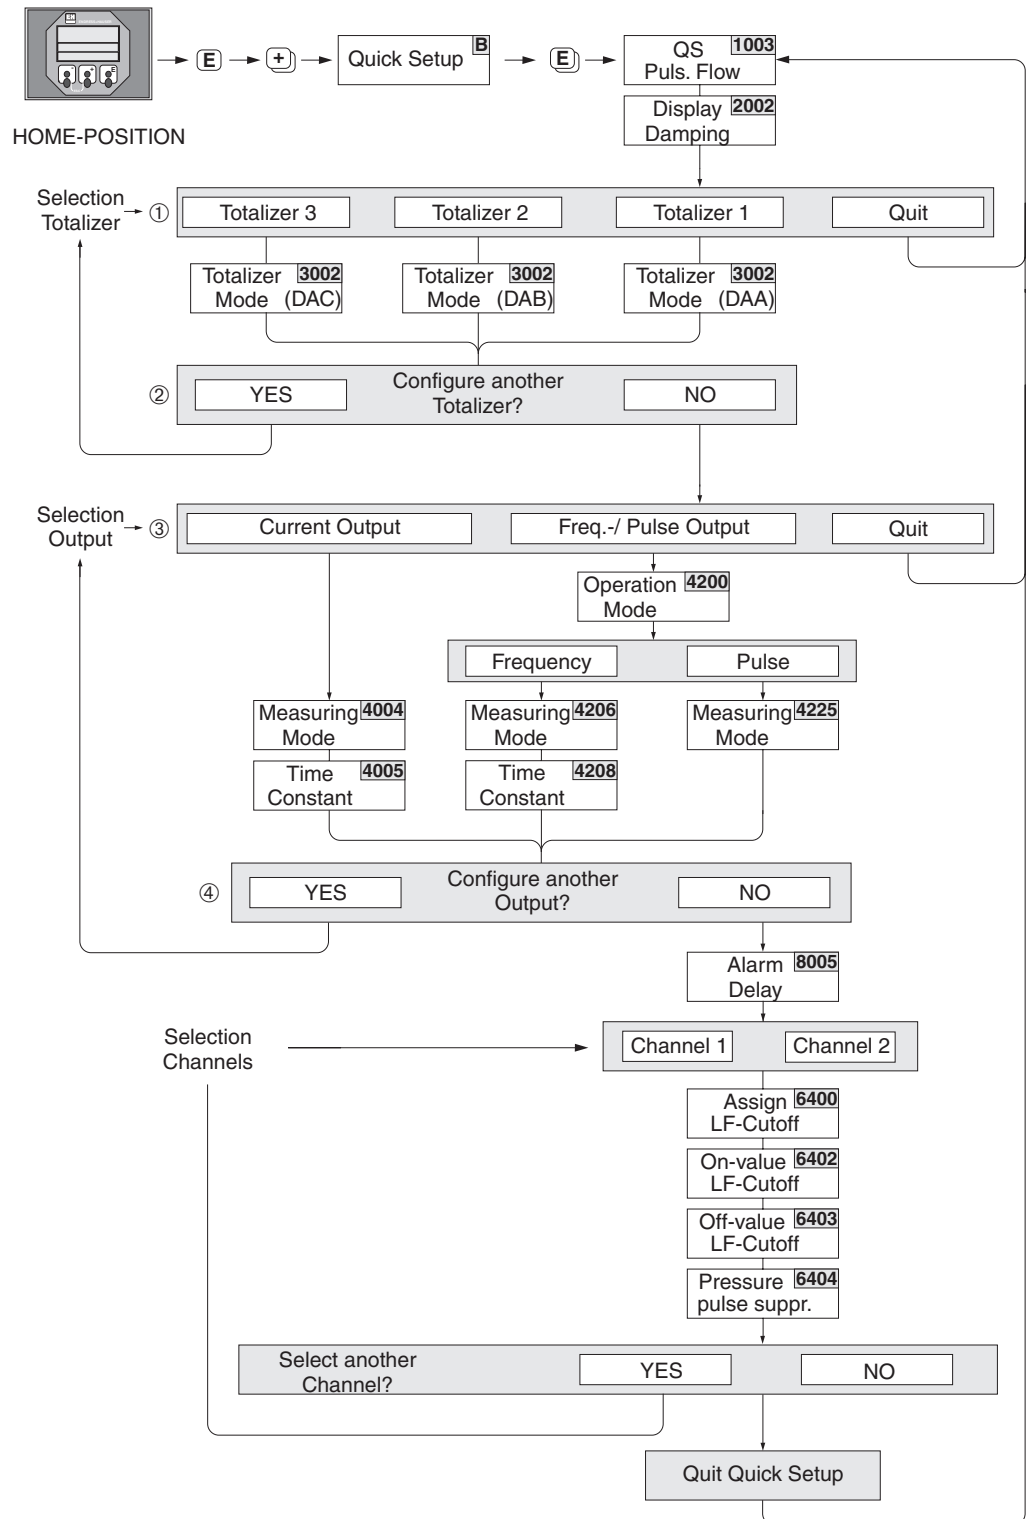 E
+
Quick Setup B
E
QS 1003
Puls. Flow
HOME-POSITION
Display 2002
Damping
Selection
Totalizer
①
Totalizer 3
Totalizer 2
Totalizer 1
Quit
Totalizer 3002
Mode (DAC)
Totalizer 3002
Mode (DAB)
Totalizer 3002
Mode (DAA)
②
YES
Configure another
Totalizer?
NO
Selection
Output
③
Current Output
Freq.-/ Pulse Output
Quit
Operation 4200
Mode
Frequency
Pulse
Measuring 4004
Mode
Measuring 4206
Mode
Measuring 4225
Mode
Time 4005
Constant
Time 4208
Constant
④
YES
Configure another
Output?
NO
Alarm 8005
Delay
Selection
Channels
Channel 1
Channel 2
Assign 6400
LF-Cutoff
On-value 6402
LF-Cutoff
Off-value 6403
LF-Cutoff
Pressure 6404
pulse suppr.
Select another
Channel?
YES
NO
Quit Quick Setup